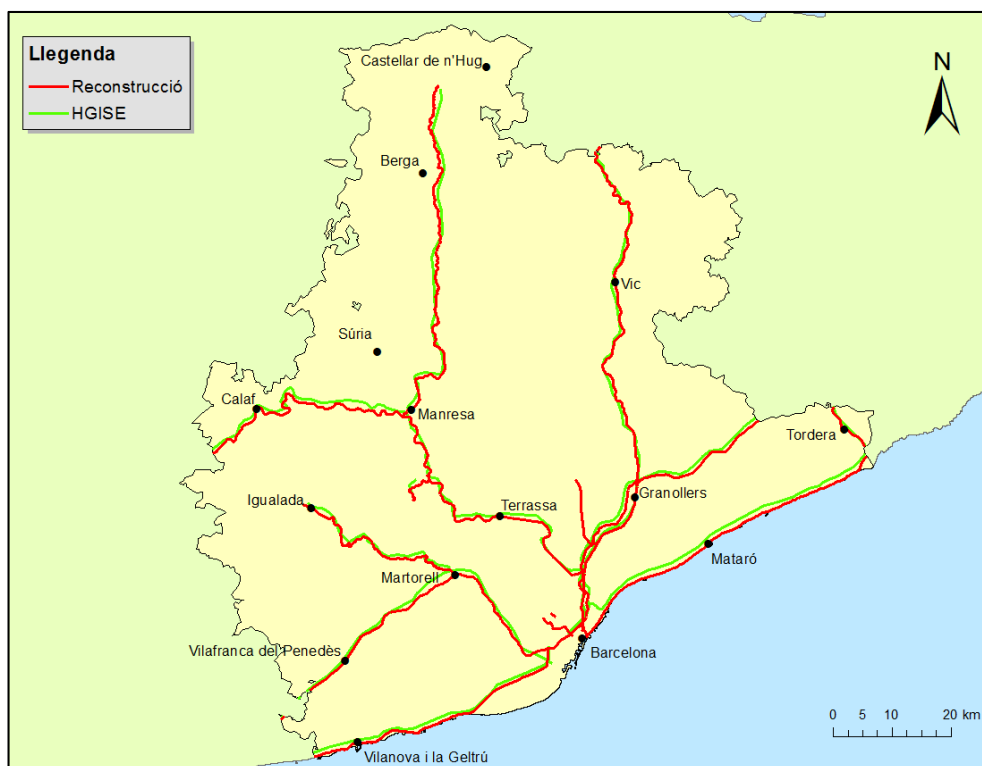 Llegenda
Reconstrucció
HGISE
N
Castellar de n'Hug
Berga
Vic
Súria
Calaf
Manresa
Tordera
Igualada
Terrassa
Granollers
Mataró
Martorell
Vilafranca del Penedès
Barcelona
Vilanova i la Geltrú
0 5 10 20 km